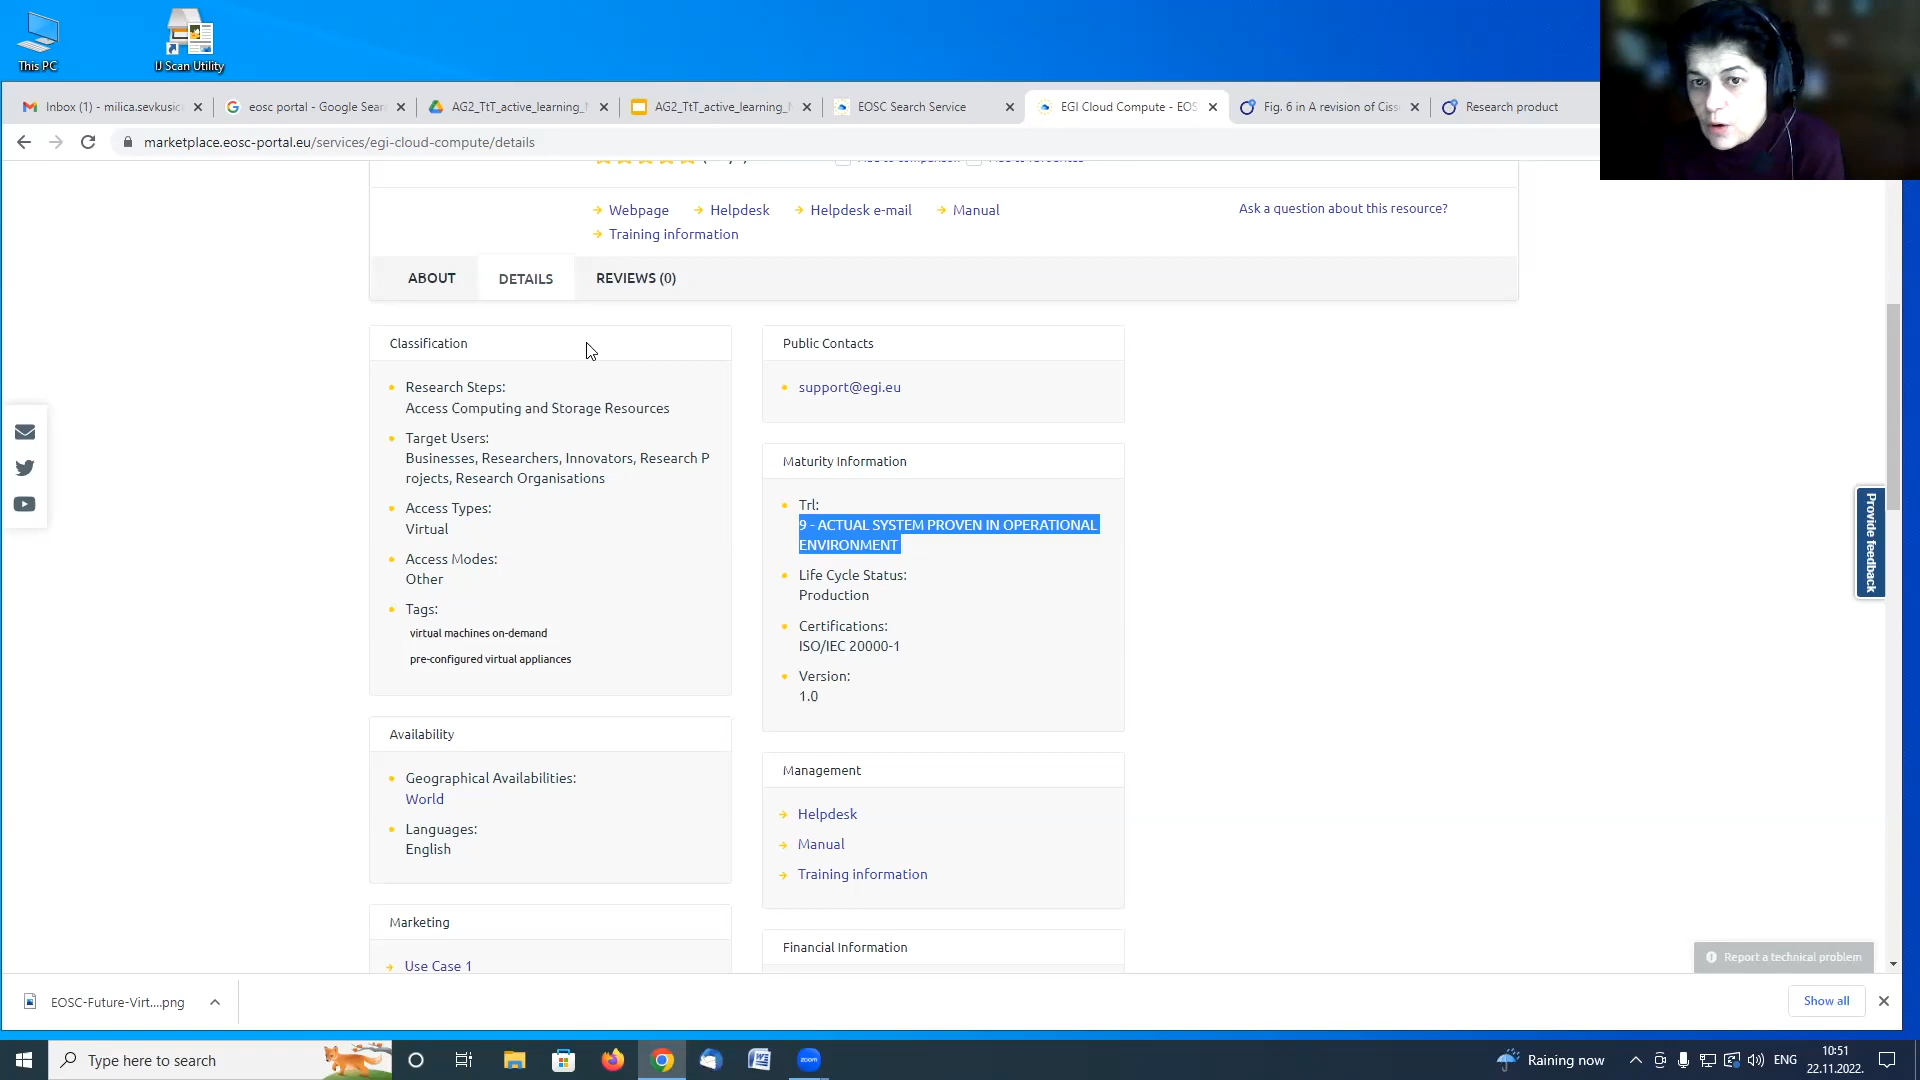 This PC
IJ Scan Utility
Inbox (1) - milica.sevkusic
eosc portal - Google Sear
AG2_TtT_active_learning_
AG2_TtT_active_learning_
EOSC Search Service
EGI Cloud Compute - EOS
Fig. 6 in A revision of Ciss
Research product
marketplace.eosc-portal.eu/services/egi-cloud-compute/details
Webpage
Helpdesk
Helpdesk e-mail
Manual
Ask a question about this resource?
Training information
ABOUT
DETAILS
REVIEWS (0)
Classification
Research Steps:
Access Computing and Storage Resources
Target Users:
Businesses, Researchers, Innovators, Research P
rojects, Research Organisations
Access Types:
Virtual
Access Modes:
Other
Tags:
virtual machines on-demand
pre-configured virtual appliances
Availability
Geographical Availabilities:
World
Languages:
English
Marketing
Use Case 1
Public Contacts
support@egi.eu
Maturity Information
Trl:
9 - ACTUAL SYSTEM PROVEN IN OPERATIONAL
ENVIRONMENT
Life Cycle Status:
Production
Certifications:
ISO/IEC 20000-1
Version:
1.0
Management
Helpdesk
Manual
Training information
Financial Information
Provide feedback
Report a technical problem
EOSC-Future-Virt....png
Show all
Type here to search
zoom
Raining now
ENG
10:51
22.11.2022.